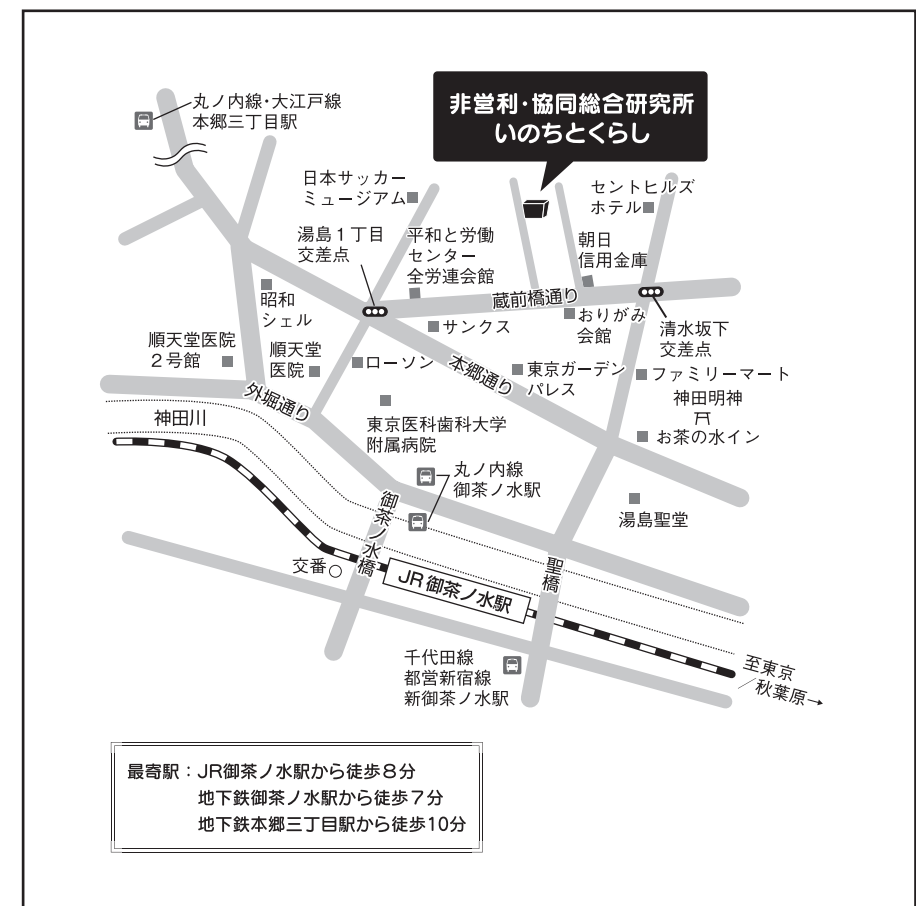 丸ノ内線・大江戸線
本郷三丁目駅
非営利・協同総合研究所
いのちとくらし
日本サッカー
ミュージアム
セントヒルズ
ホテル
湯島1丁目
交差点
平和と労働
センター
全労連会館
朝日
信用金庫
昭和
シェル
蔵前橋通り
サンクス
おりがみ
会館
清水坂下
交差点
順天堂医院
2号館
順天堂
医院
ローソン
本郷通り
東京ガーデン
パレス
ファミリーマート
神田明神
お茶の水イン
外堀通り
神田川
東京医科歯科大学
附属病院
丸ノ内線
御茶ノ水駅
湯島聖堂
御茶ノ水橋
聖橋
交番
JR御茶ノ水駅
千代田線
都営新宿線
新御茶ノ水駅
至東京
秋葉原→
最寄駅：JR御茶ノ水駅から徒歩8分
地下鉄御茶ノ水駅から徒歩7分
地下鉄本郷三丁目駅から徒歩10分